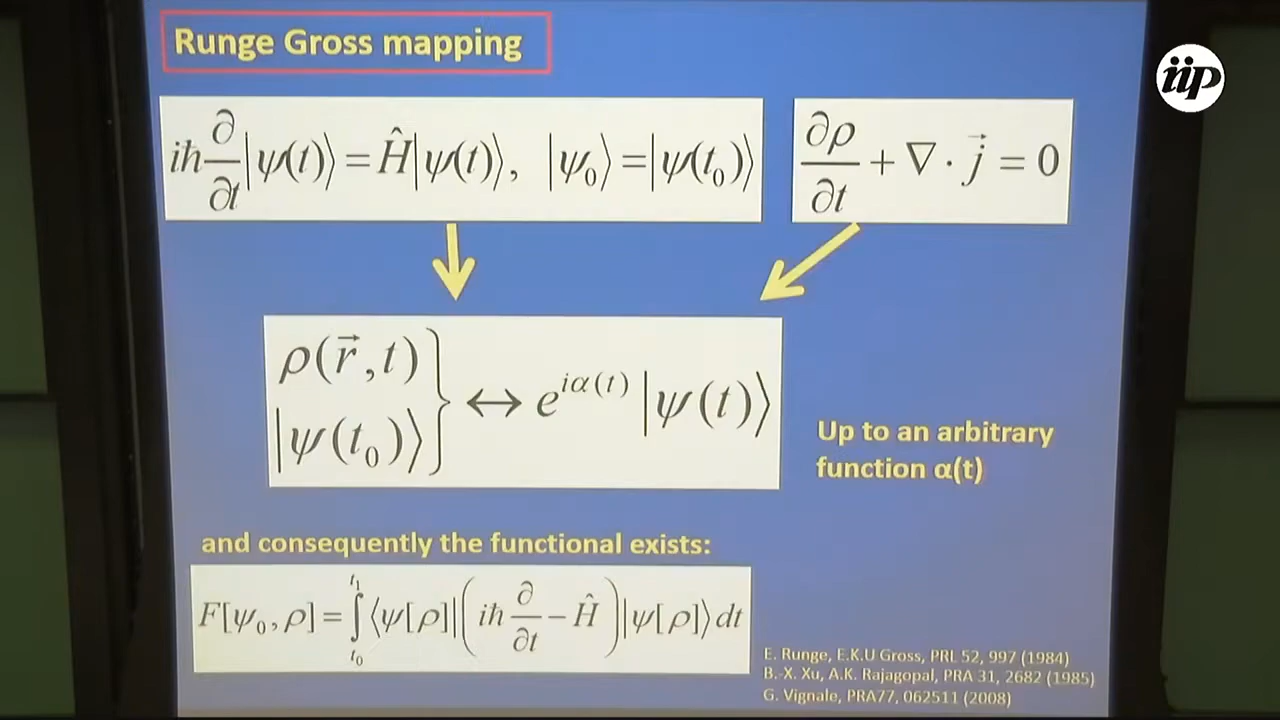 Runge Gross mapping
iip
iħ ∂/∂t |ψ(t)⟩ = Ĥ|ψ(t)⟩, |ψ₀⟩ = |ψ(t₀)⟩
∂ρ/∂t + ∇ · j⃗ = 0
ρ(r⃗,t)
|ψ(t₀)⟩ } ↔ e^{iα(t)} |ψ(t)⟩
Up to an arbitrary
function α(t)
and consequently the functional exists:
F[ψ₀, ρ] = ∫_{t₀}^{t₁} ⟨ψ[ρ]| (iħ ∂/∂t − Ĥ) |ψ[ρ]⟩ dt
E. Runge, E.K.U Gross, PRL 52, 997 (1984)
B.-X. Xu, A.K. Rajagopal, PRA 31, 2682 (1985)
G. Vignale, PRA77, 062511 (2008)